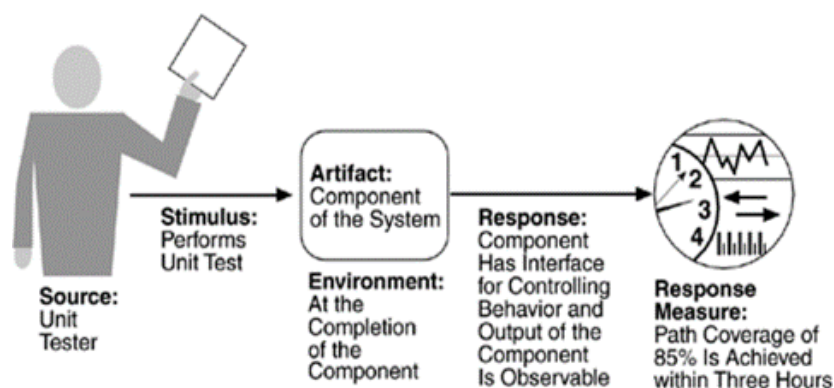 Source:
Unit
Tester
Stimulus:
Performs
Unit Test
Artifact:
Component
of the System
Environment:
At the
Completion
of the
Component
Response:
Component
Has Interface
for Controlling
Behavior and
Output of the
Component
Is Observable
1
2
3
4
Response
Measure:
Path Coverage of
85% Is Achieved
within Three Hours